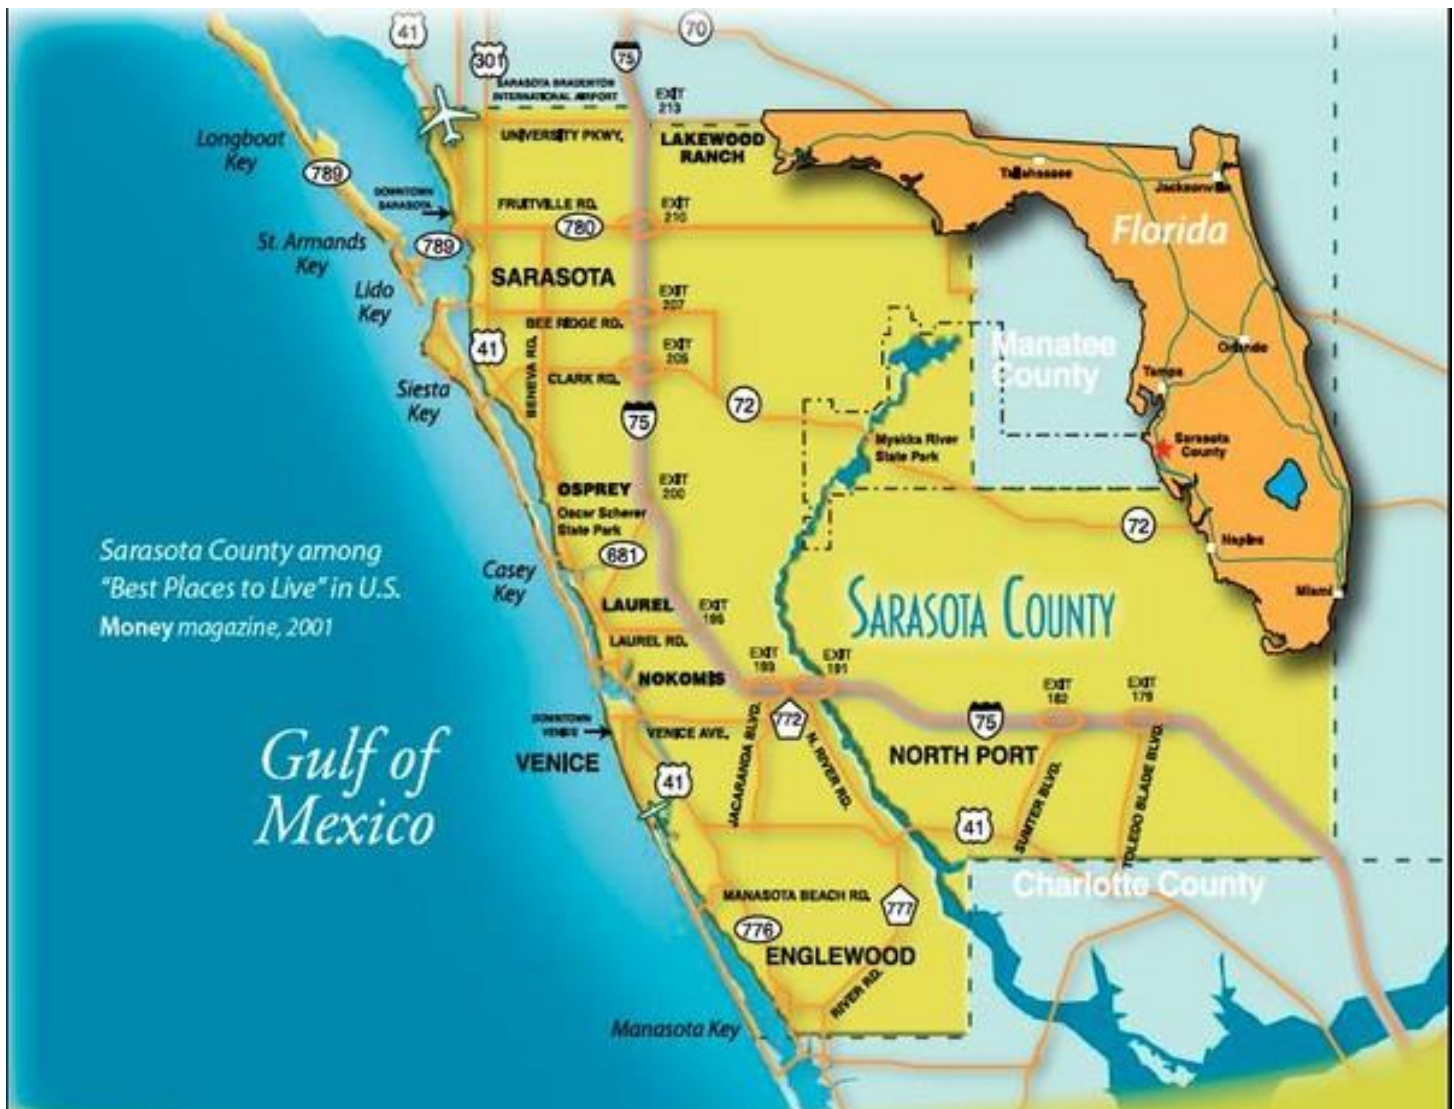 41
301
75
70
SARASOTA BRADENTON
INTERNATIONAL AIRPORT
EXIT
213
UNIVERSITY PKWY.
LAKEWOOD
RANCH
Longboat
Key
789
DOWNTOWN
SARASOTA
FRUITVILLE RD.
780
EXIT
210
Tallahassee
Jacksonville
Florida
St. Armands
Key
789
SARASOTA
Lido
Key
EXIT
207
BEE RIDGE RD.
41
EXIT
205
BENEVA RD.
CLARK RD.
Siesta
Key
75
72
Manatee
County
Orlando
Tampa
Sarasota
County
Myakka River
State Park
OSPREY
EXIT
200
Oscar Scherer
State Park
681
72
Naples
Miami
Sarasota County among
“Best Places to Live” in U.S.
Money magazine, 2001
Casey
Key
LAUREL
EXIT
195
LAUREL RD.
SARASOTA COUNTY
NOKOMIS
EXIT
193
EXIT
191
EXIT
182
EXIT
179
DOWNTOWN
VENICE
VENICE AVE.
772
75
VENICE
JACARANDA BLVD.
N. RIVER RD.
NORTH PORT
SUMTER BLVD.
TOLEDO BLADE BLVD.
Gulf of
Mexico
41
41
Charlotte County
MANASOTA BEACH RD.
777
776
ENGLEWOOD
RIVER RD.
Manasota Key